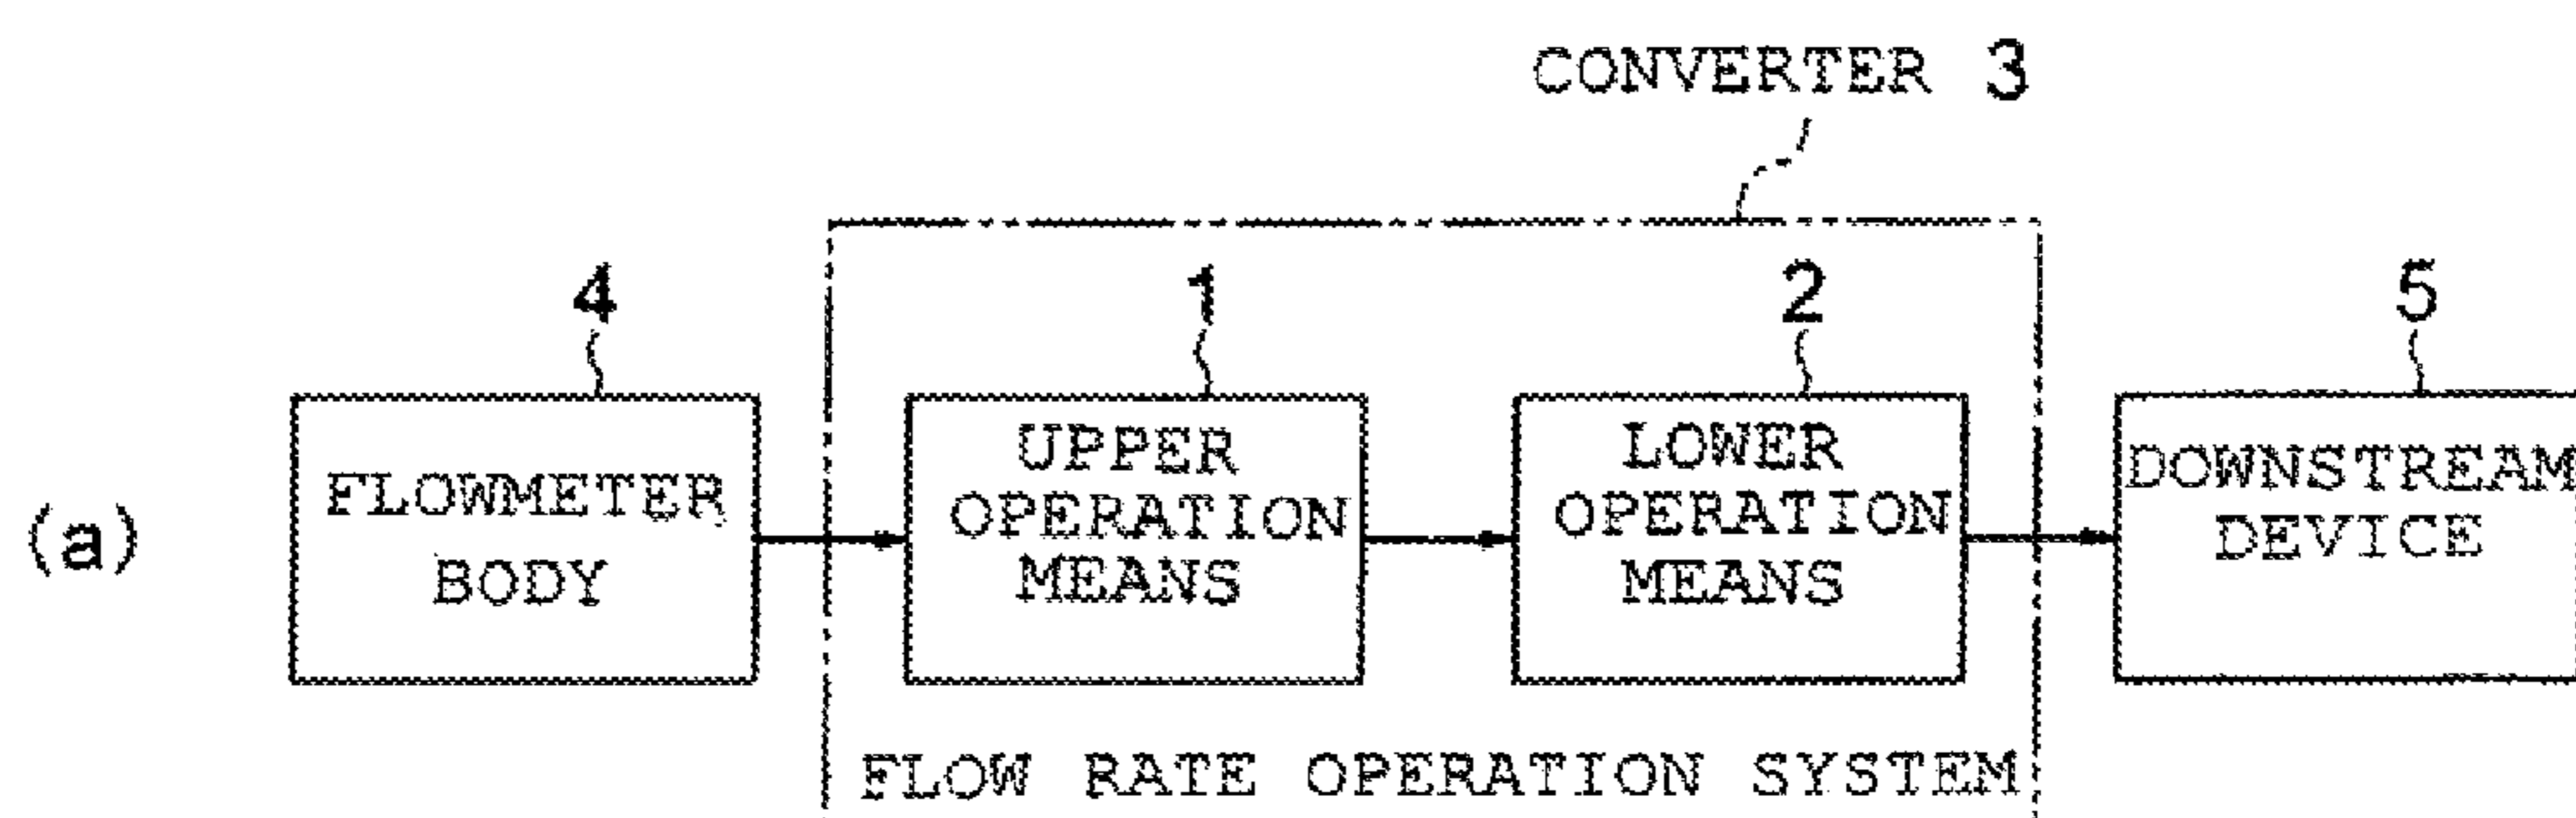 CONVERTER 3
4
1
2
5
(a)
FLOWMETER
BODY
UPPER
OPERATION
MEANS
LOWER
OPERATION
MEANS
DOWNSTREAM
DEVICE
FLOW RATE OPERATION SYSTEM